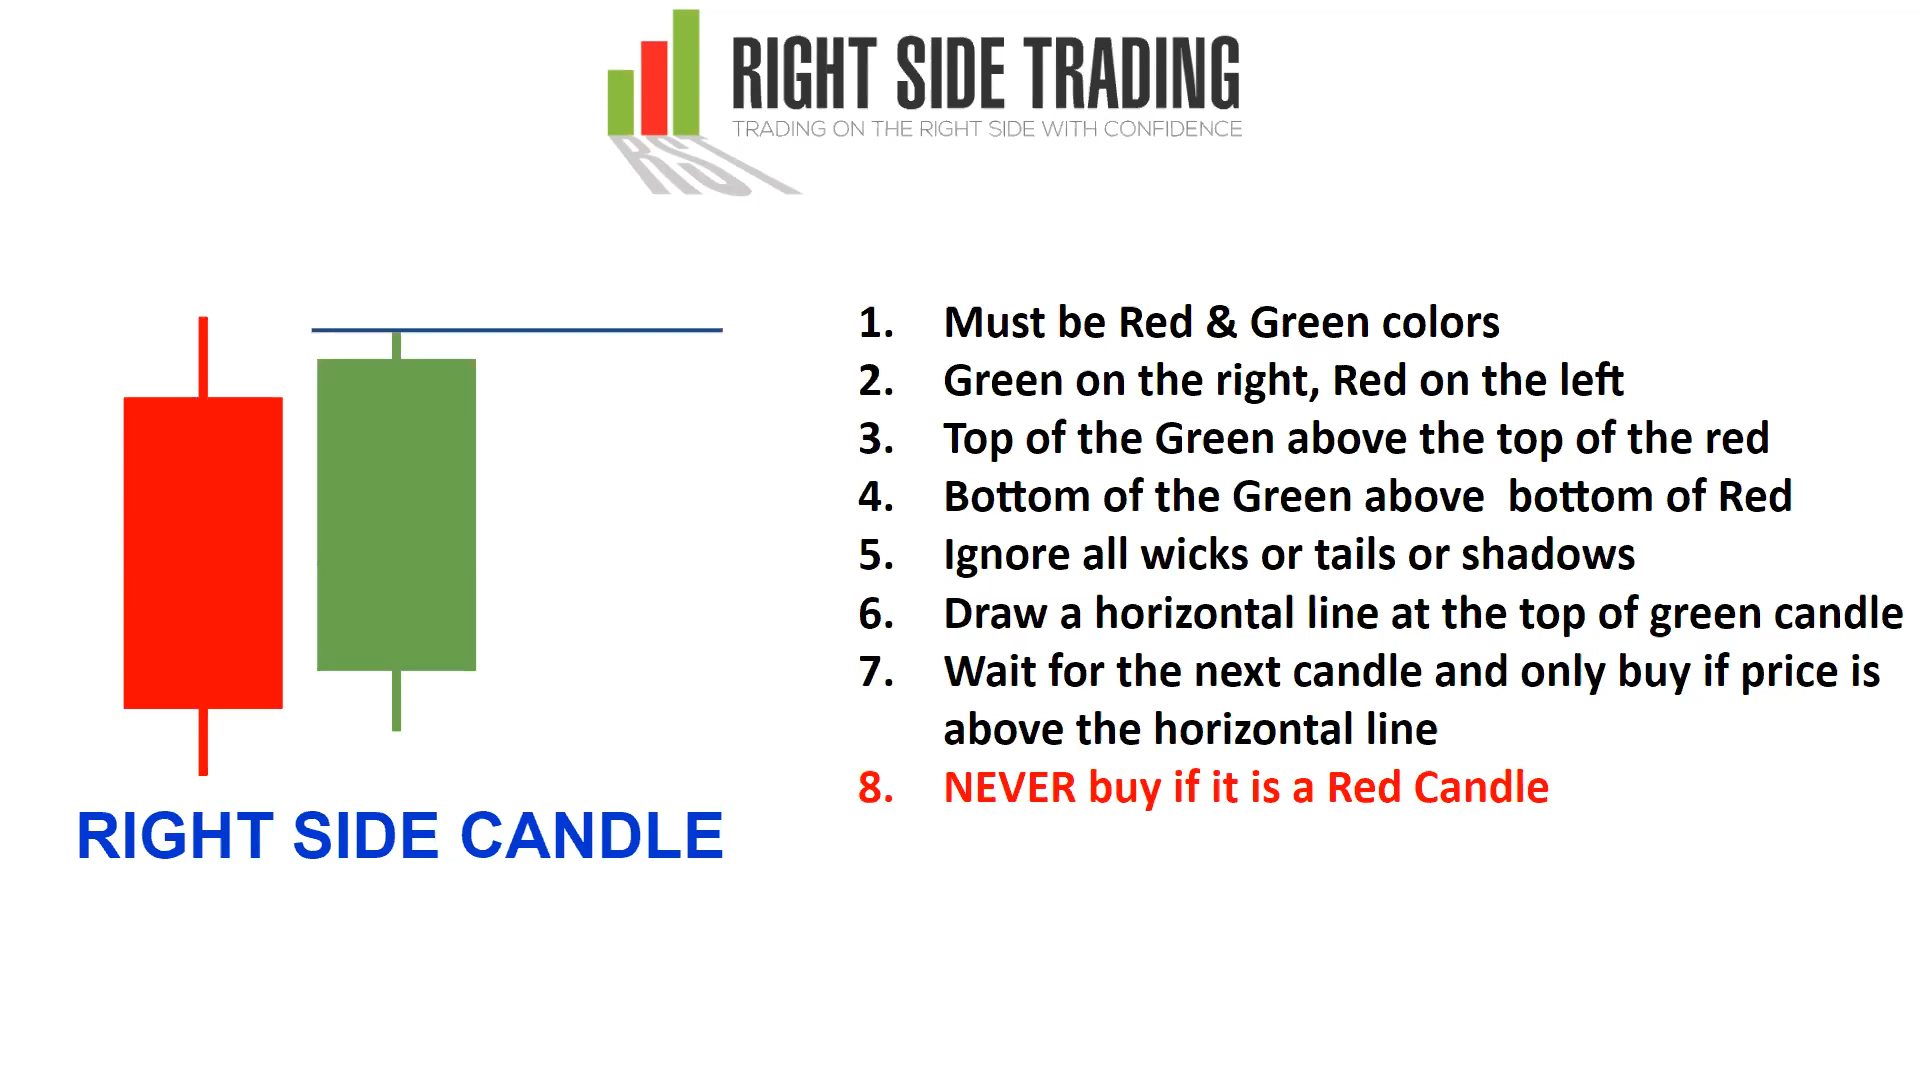 RIGHT SIDE TRADING
TRADING ON THE RIGHT SIDE WITH CONFIDENCE
RST
1. Must be Red & Green colors
2. Green on the right, Red on the left
3. Top of the Green above the top of the red
4. Bottom of the Green above  bottom of Red
5. Ignore all wicks or tails or shadows
6. Draw a horizontal line at the top of green candle
7. Wait for the next candle and only buy if price is
above the horizontal line
8. NEVER buy if it is a Red Candle
RIGHT SIDE CANDLE